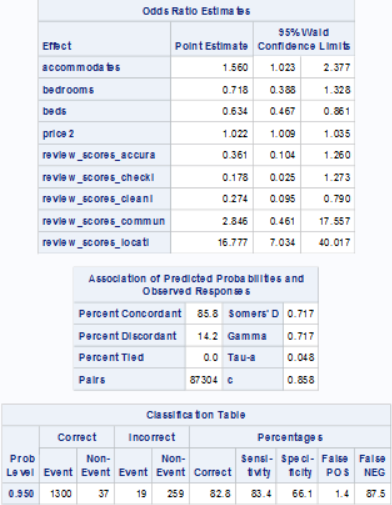 Odds Ratio Estimates
Effect Point Estimate 95% Wald Confidence Limits
accommodates 1.560 1.023 2.377
bedrooms 0.718 0.388 1.328
beds 0.634 0.467 0.861
price2 1.022 1.009 1.035
review_scores_accura 0.361 0.104 1.260
review_scores_checki 0.178 0.025 1.273
review_scores_cleanl 0.274 0.095 0.790
review_scores_commun 2.846 0.461 17.557
review_scores_locati 16.777 7.034 40.017
Association of Predicted Probabilities and
Observed Responses
Percent Concordant 85.8 Somers' D 0.717
Percent Discordant 14.2 Gamma 0.717
Percent Tied 0.0 Tau-a 0.048
Pairs 87304 c 0.858
Classification Table
Correct Incorrect Percentages
Prob Level Event Non-Event Event Non-Event Correct Sensi-tivity Speci-ficity False POS False NEG
0.950 1300 37 19 259 82.8 83.4 66.1 1.4 87.5